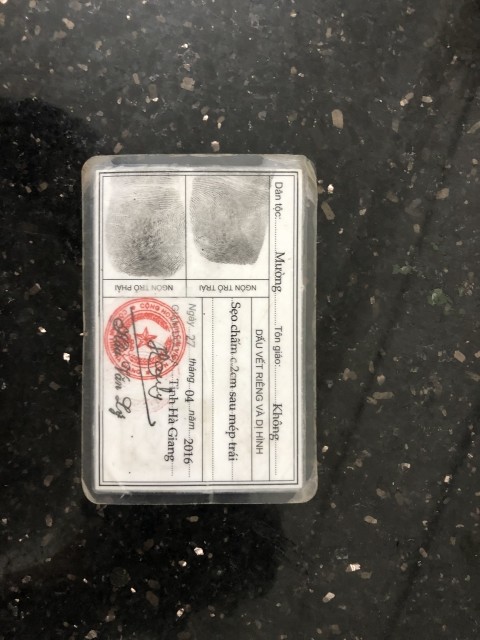 Dân tộc: Mường Tôn giáo: Không
DẤU VẾT RIÊNG VÀ DỊ HÌNH
NGÓN TRỎ TRÁI
Sẹo chấm c.2cm sau mép trái
NGÓN TRỎ PHẢI
Ngày 27 tháng 04 năm 2016
Tỉnh Hà Giang